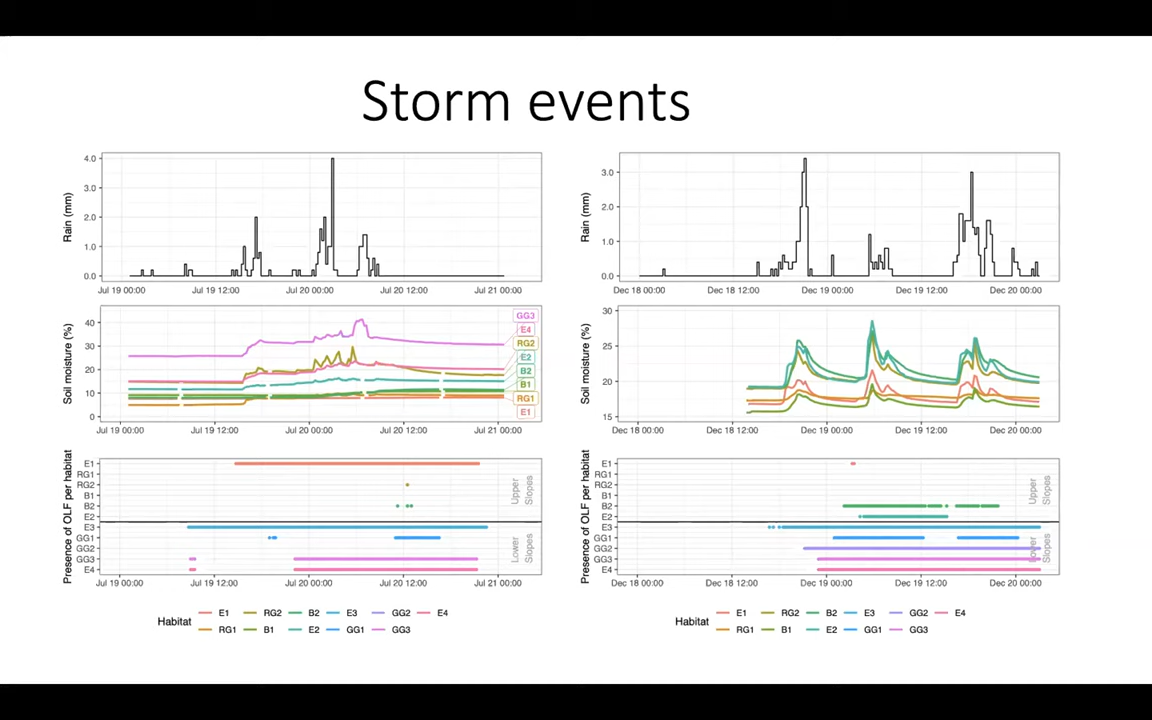 Storm events
Rain (mm)
4.0
3.0
2.0
1.0
0.0
Jul 19 00:00 Jul 19 12:00 Jul 20 00:00 Jul 20 12:00 Jul 21 00:00
Soil moisture (%)
40
30
20
10
0
GG3
E4
RG2
E2
B2
B1
RG1
E1
Jul 19 00:00 Jul 19 12:00 Jul 20 00:00 Jul 20 12:00 Jul 21 00:00
Presence of OLF per habitat
E1
RG1
RG2
B1
B2
E2
E3
GG1
GG2
GG3
E4
Upper
Slopes
Lower
Slopes
Jul 19 00:00 Jul 19 12:00 Jul 20 00:00 Jul 20 12:00 Jul 21 00:00
Habitat
E1 RG2 B2 E3 GG2 E4
RG1 B1 E2 GG1 GG3
Rain (mm)
3.0
2.0
1.0
0.0
Dec 18 00:00 Dec 18 12:00 Dec 19 00:00 Dec 19 12:00 Dec 20 00:00
Soil moisture (%)
30
25
20
15
Dec 18 00:00 Dec 18 12:00 Dec 19 00:00 Dec 19 12:00 Dec 20 00:00
Presence of OLF per habitat
E1
RG1
RG2
B1
B2
E2
E3
GG1
GG2
GG3
E4
Upper
Slopes
Lower
Slopes
Dec 18 00:00 Dec 18 12:00 Dec 19 00:00 Dec 19 12:00 Dec 20 00:00
Habitat
E1 RG2 B2 E3 GG2 E4
RG1 B1 E2 GG1 GG3